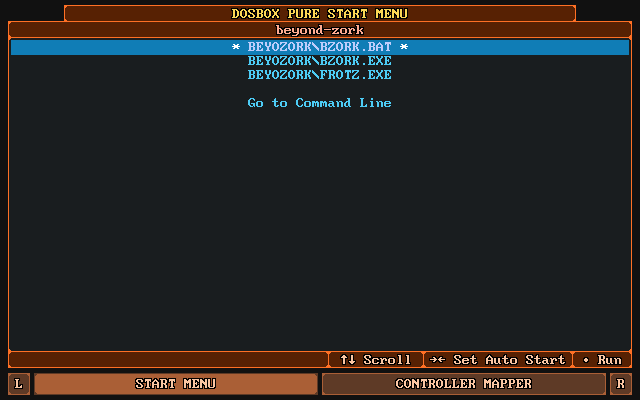 DOSBOX PURE START MENU
beyond-zork
* BEYOZORK\BZORK.BAT *
BEYOZORK\BZORK.EXE
BEYOZORK\FROTZ.EXE
Go to Command Line
↑↓ Scroll →← Set Auto Start • Run
L START MENU CONTROLLER MAPPER R